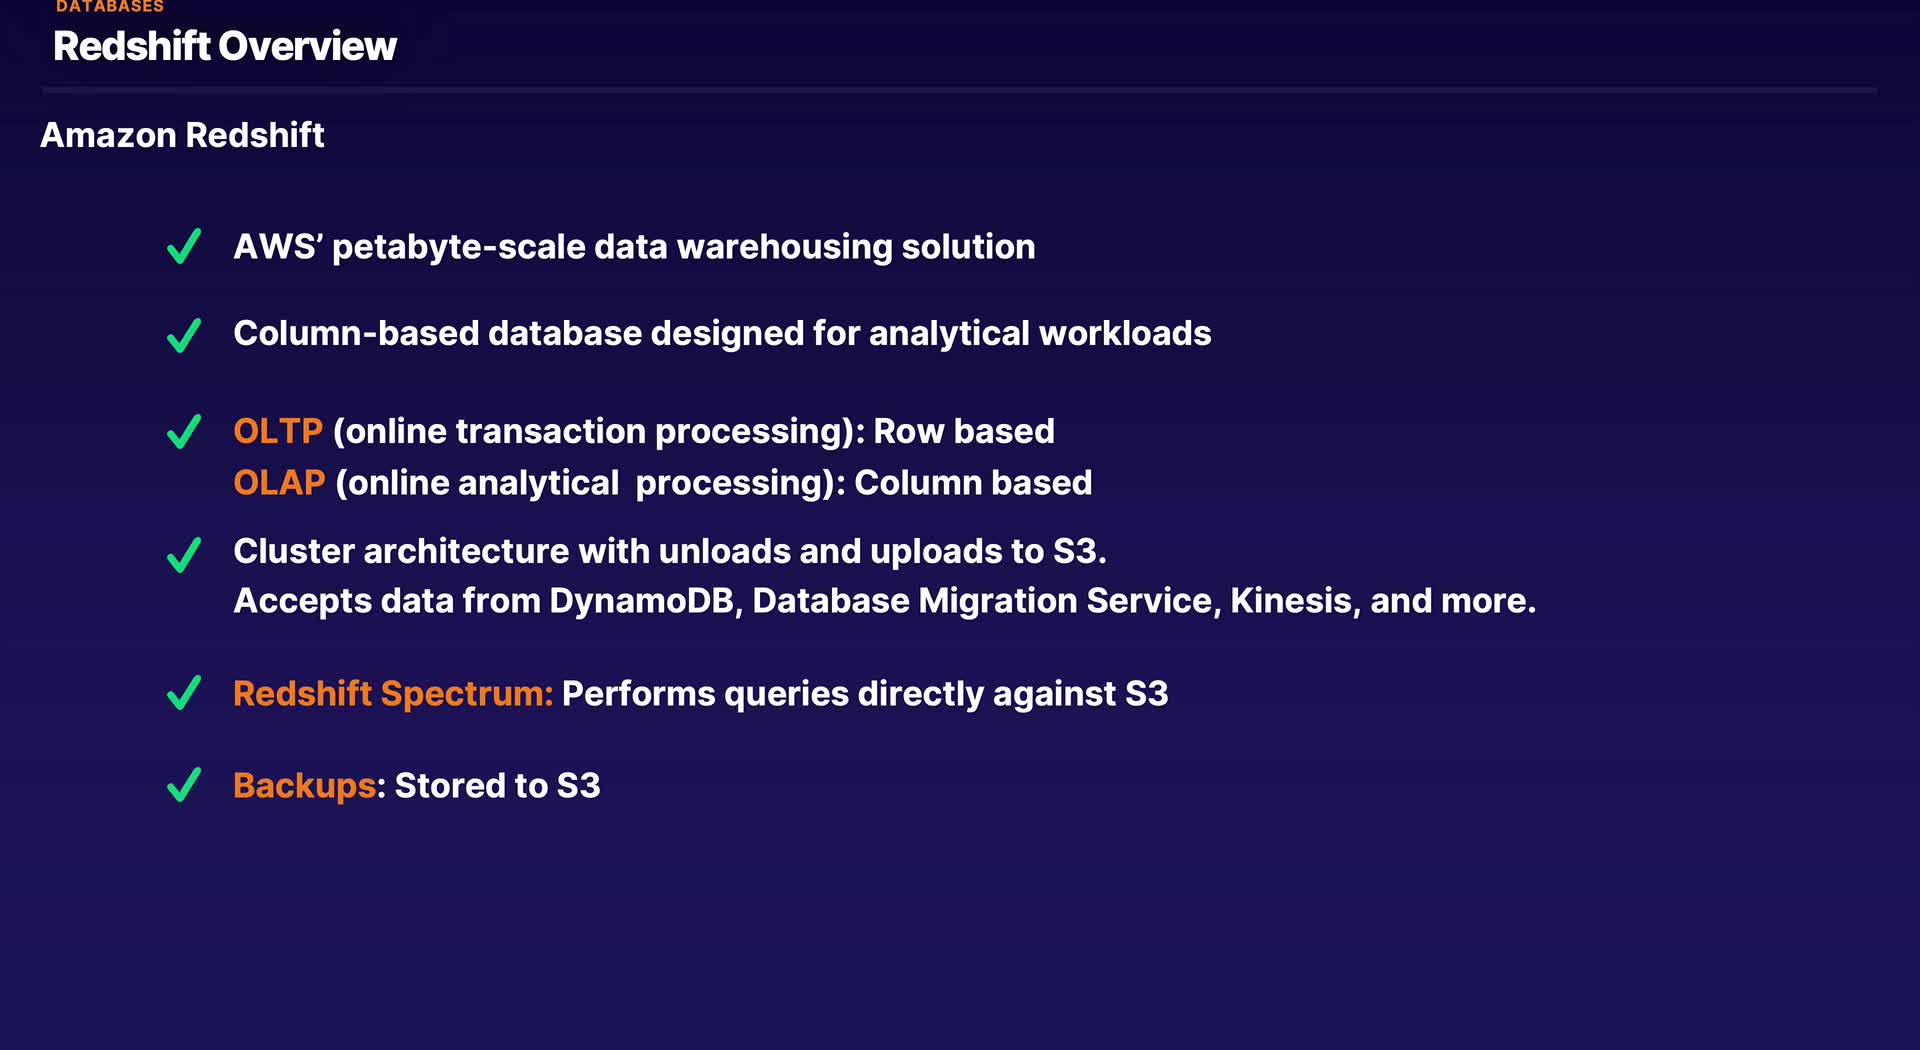 DATABASES
Redshift Overview
Amazon Redshift
AWS’ petabyte-scale data warehousing solution
Column-based database designed for analytical workloads
OLTP (online transaction processing): Row based
OLAP (online analytical  processing): Column based
Cluster architecture with unloads and uploads to S3.
Accepts data from DynamoDB, Database Migration Service, Kinesis, and more.
Redshift Spectrum: Performs queries directly against S3
Backups: Stored to S3